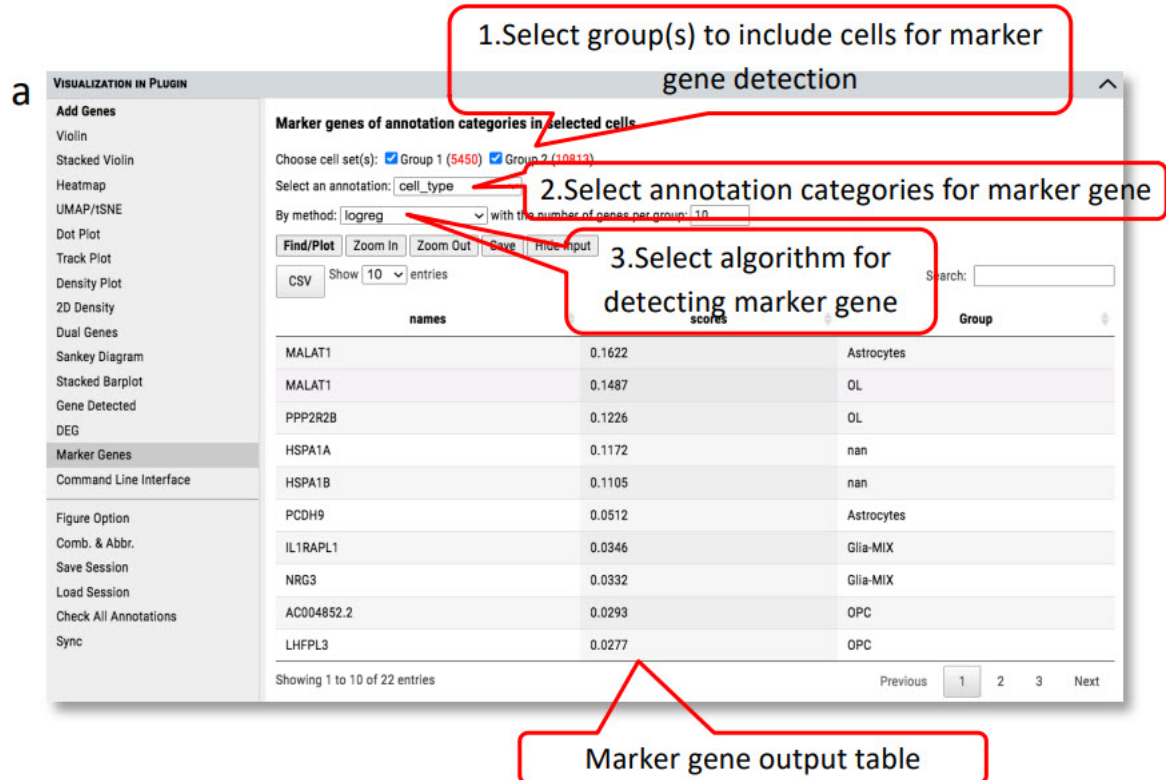 1.Select group(s) to include cells for marker
gene detection
a
VISUALIZATION IN PLUGIN
Add Genes
Violin
Stacked Violin
Heatmap
UMAP/tSNE
Dot Plot
Track Plot
Density Plot
2D Density
Dual Genes
Sankey Diagram
Stacked Barplot
Gene Detected
DEG
Marker Genes
Command Line Interface
Figure Option
Comb. & Abbr.
Save Session
Load Session
Check All Annotations
Sync
Marker genes of annotation categories in selected cells
Choose cell set(s): Group 1 (5450) Group 2 (10813)
Select an annotation: cell_type
2.Select annotation categories for marker gene
By method: logreg with the number of genes per group: 10
Find/Plot Zoom In Zoom Out Save Hide Input
3.Select algorithm for
detecting marker gene
CSV Show 10 entries Search:
names scores Group
MALAT1 0.1622 Astrocytes
MALAT1 0.1487 OL
PPP2R2B 0.1226 OL
HSPA1A 0.1172 nan
HSPA1B 0.1105 nan
PCDH9 0.0512 Astrocytes
IL1RAPL1 0.0346 Glia-MIX
NRG3 0.0332 Glia-MIX
AC004852.2 0.0293 OPC
LHFPL3 0.0277 OPC
Showing 1 to 10 of 22 entries Previous 1 2 3 Next
Marker gene output table